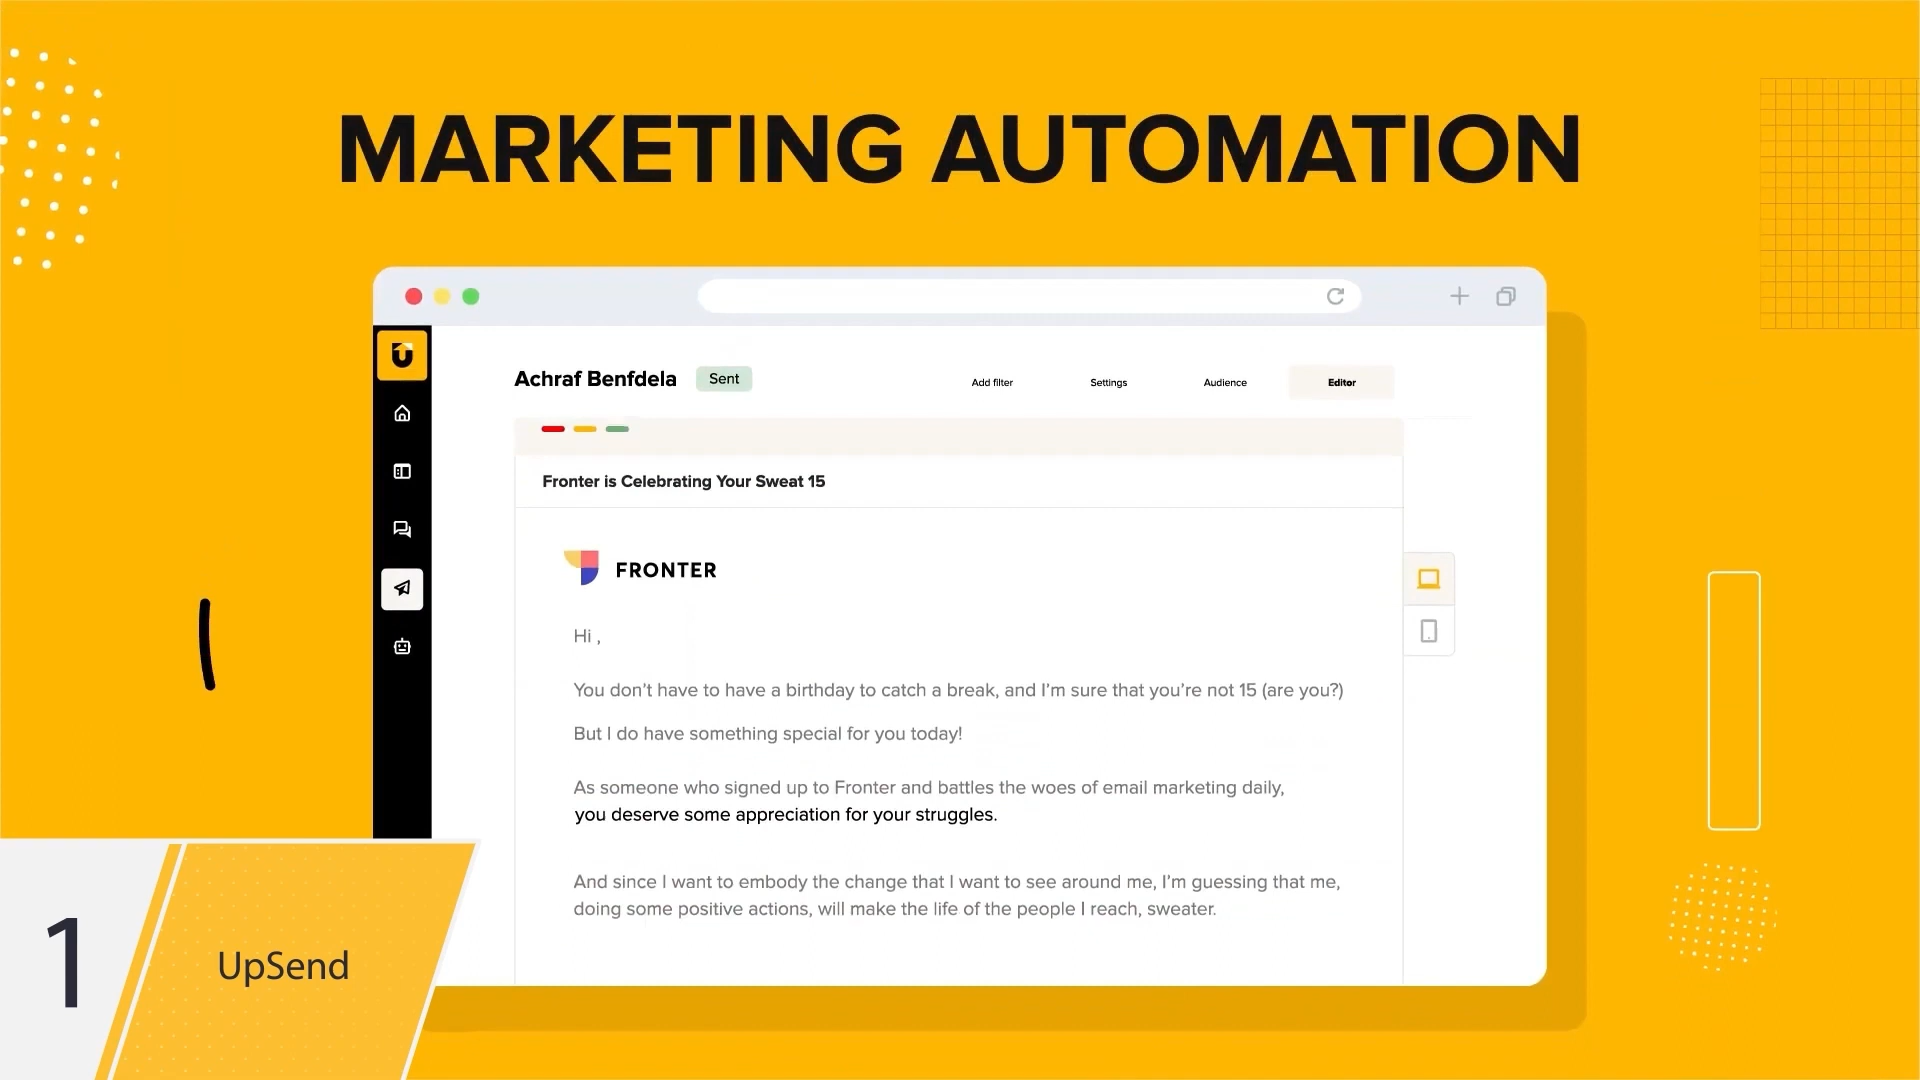 MARKETING AUTOMATION
Achraf Benfdela
Sent
Add filter
Settings
Audience
Editor
Fronter is Celebrating Your Sweat 15
FRONTER
Hi ,
You don't have to have a birthday to catch a break, and I'm sure that you're not 15 (are you?)
But I do have something special for you today!
As someone who signed up to Fronter and battles the woes of email marketing daily,
you deserve some appreciation for your struggles.
And since I want to embody the change that I want to see around me, I'm guessing that me,
doing some positive actions, will make the life of the people I reach, sweater.
1
UpSend